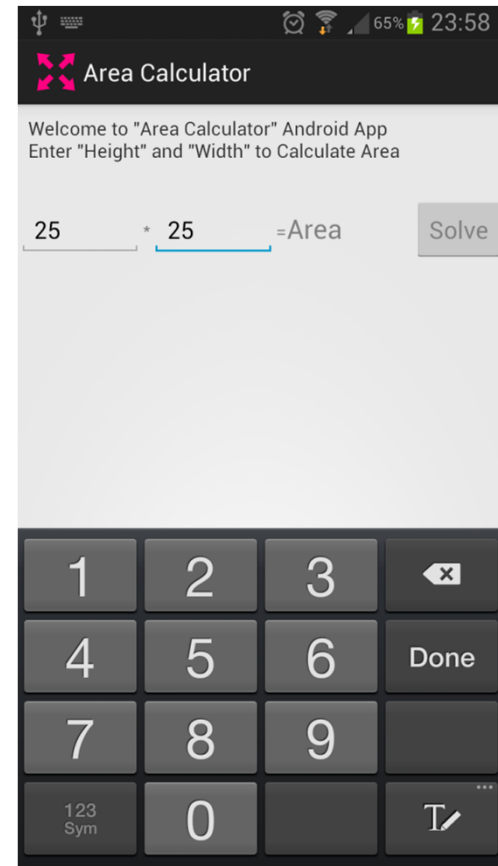 65% 23:58
Area Calculator
Welcome to "Area Calculator" Android App
Enter "Height" and "Width" to Calculate Area
25 * 25 =Area Solve
1 2 3
4 5 6 Done
7 8 9
123
Sym
0 T